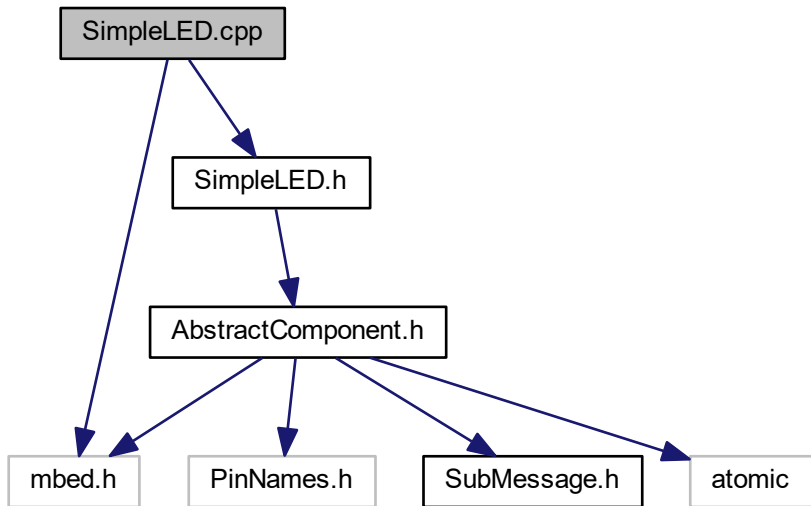 SimpleLED.cpp
SimpleLED.h
AbstractComponent.h
mbed.h
PinNames.h
SubMessage.h
atomic